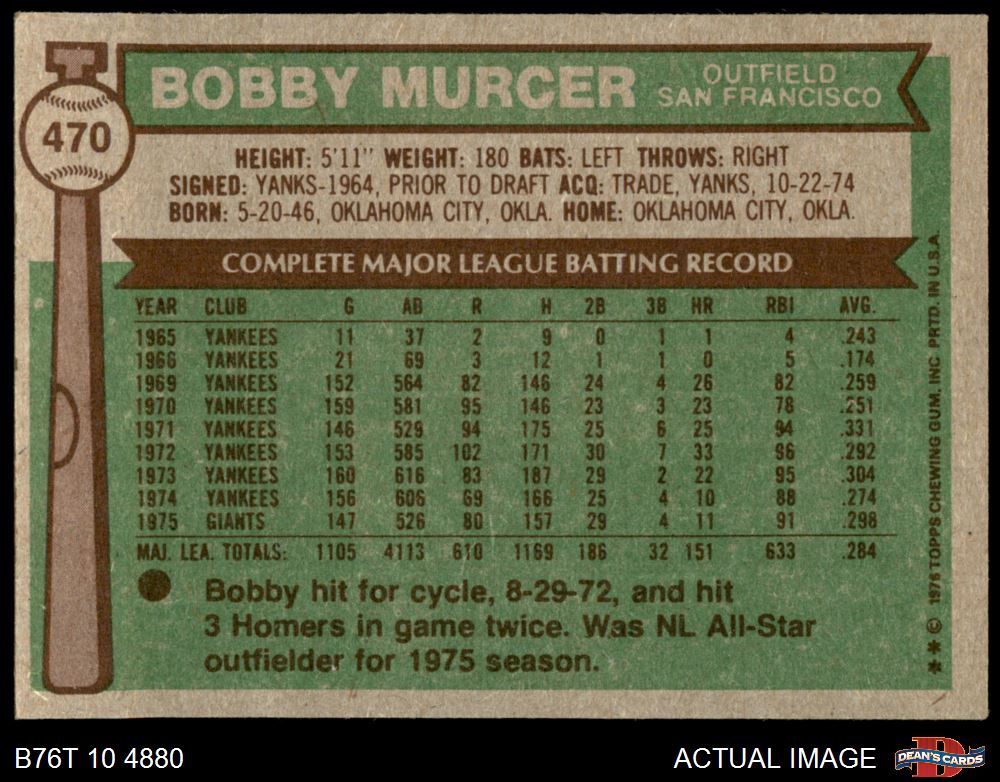 470
BOBBY MURCER
OUTFIELD
SAN FRANCISCO
HEIGHT: 5'11" WEIGHT: 180 BATS: LEFT THROWS: RIGHT
SIGNED: YANKS-1964, PRIOR TO DRAFT ACQ: TRADE, YANKS, 10-22-74
BORN: 5-20-46, OKLAHOMA CITY, OKLA. HOME: OKLAHOMA CITY, OKLA.
COMPLETE MAJOR LEAGUE BATTING RECORD
YEAR CLUB G AB R H 2B 3B HR RBI AVG.
1965 YANKEES 11 37 2 9 0 1 1 4 .243
1966 YANKEES 21 69 3 12 1 1 0 5 .174
1969 YANKEES 152 564 82 146 24 4 26 82 .259
1970 YANKEES 159 581 95 146 23 3 23 78 .251
1971 YANKEES 146 529 94 175 25 6 25 94 .331
1972 YANKEES 153 585 102 171 30 7 33 96 .292
1973 YANKEES 160 616 83 187 29 2 22 95 .304
1974 YANKEES 156 606 69 166 25 4 10 88 .274
1975 GIANTS 147 526 80 157 29 4 11 91 .298
MAJ. LEA. TOTALS: 1105 4113 610 1169 186 32 151 633 .284
Bobby hit for cycle, 8-29-72, and hit
3 Homers in game twice. Was NL All-Star
outfielder for 1975 season.
** © 1976 TOPPS CHEWING GUM, INC. PRTD. IN U.S.A.
B76T 10 4880
ACTUAL IMAGE
D
DEAN'S CARDS